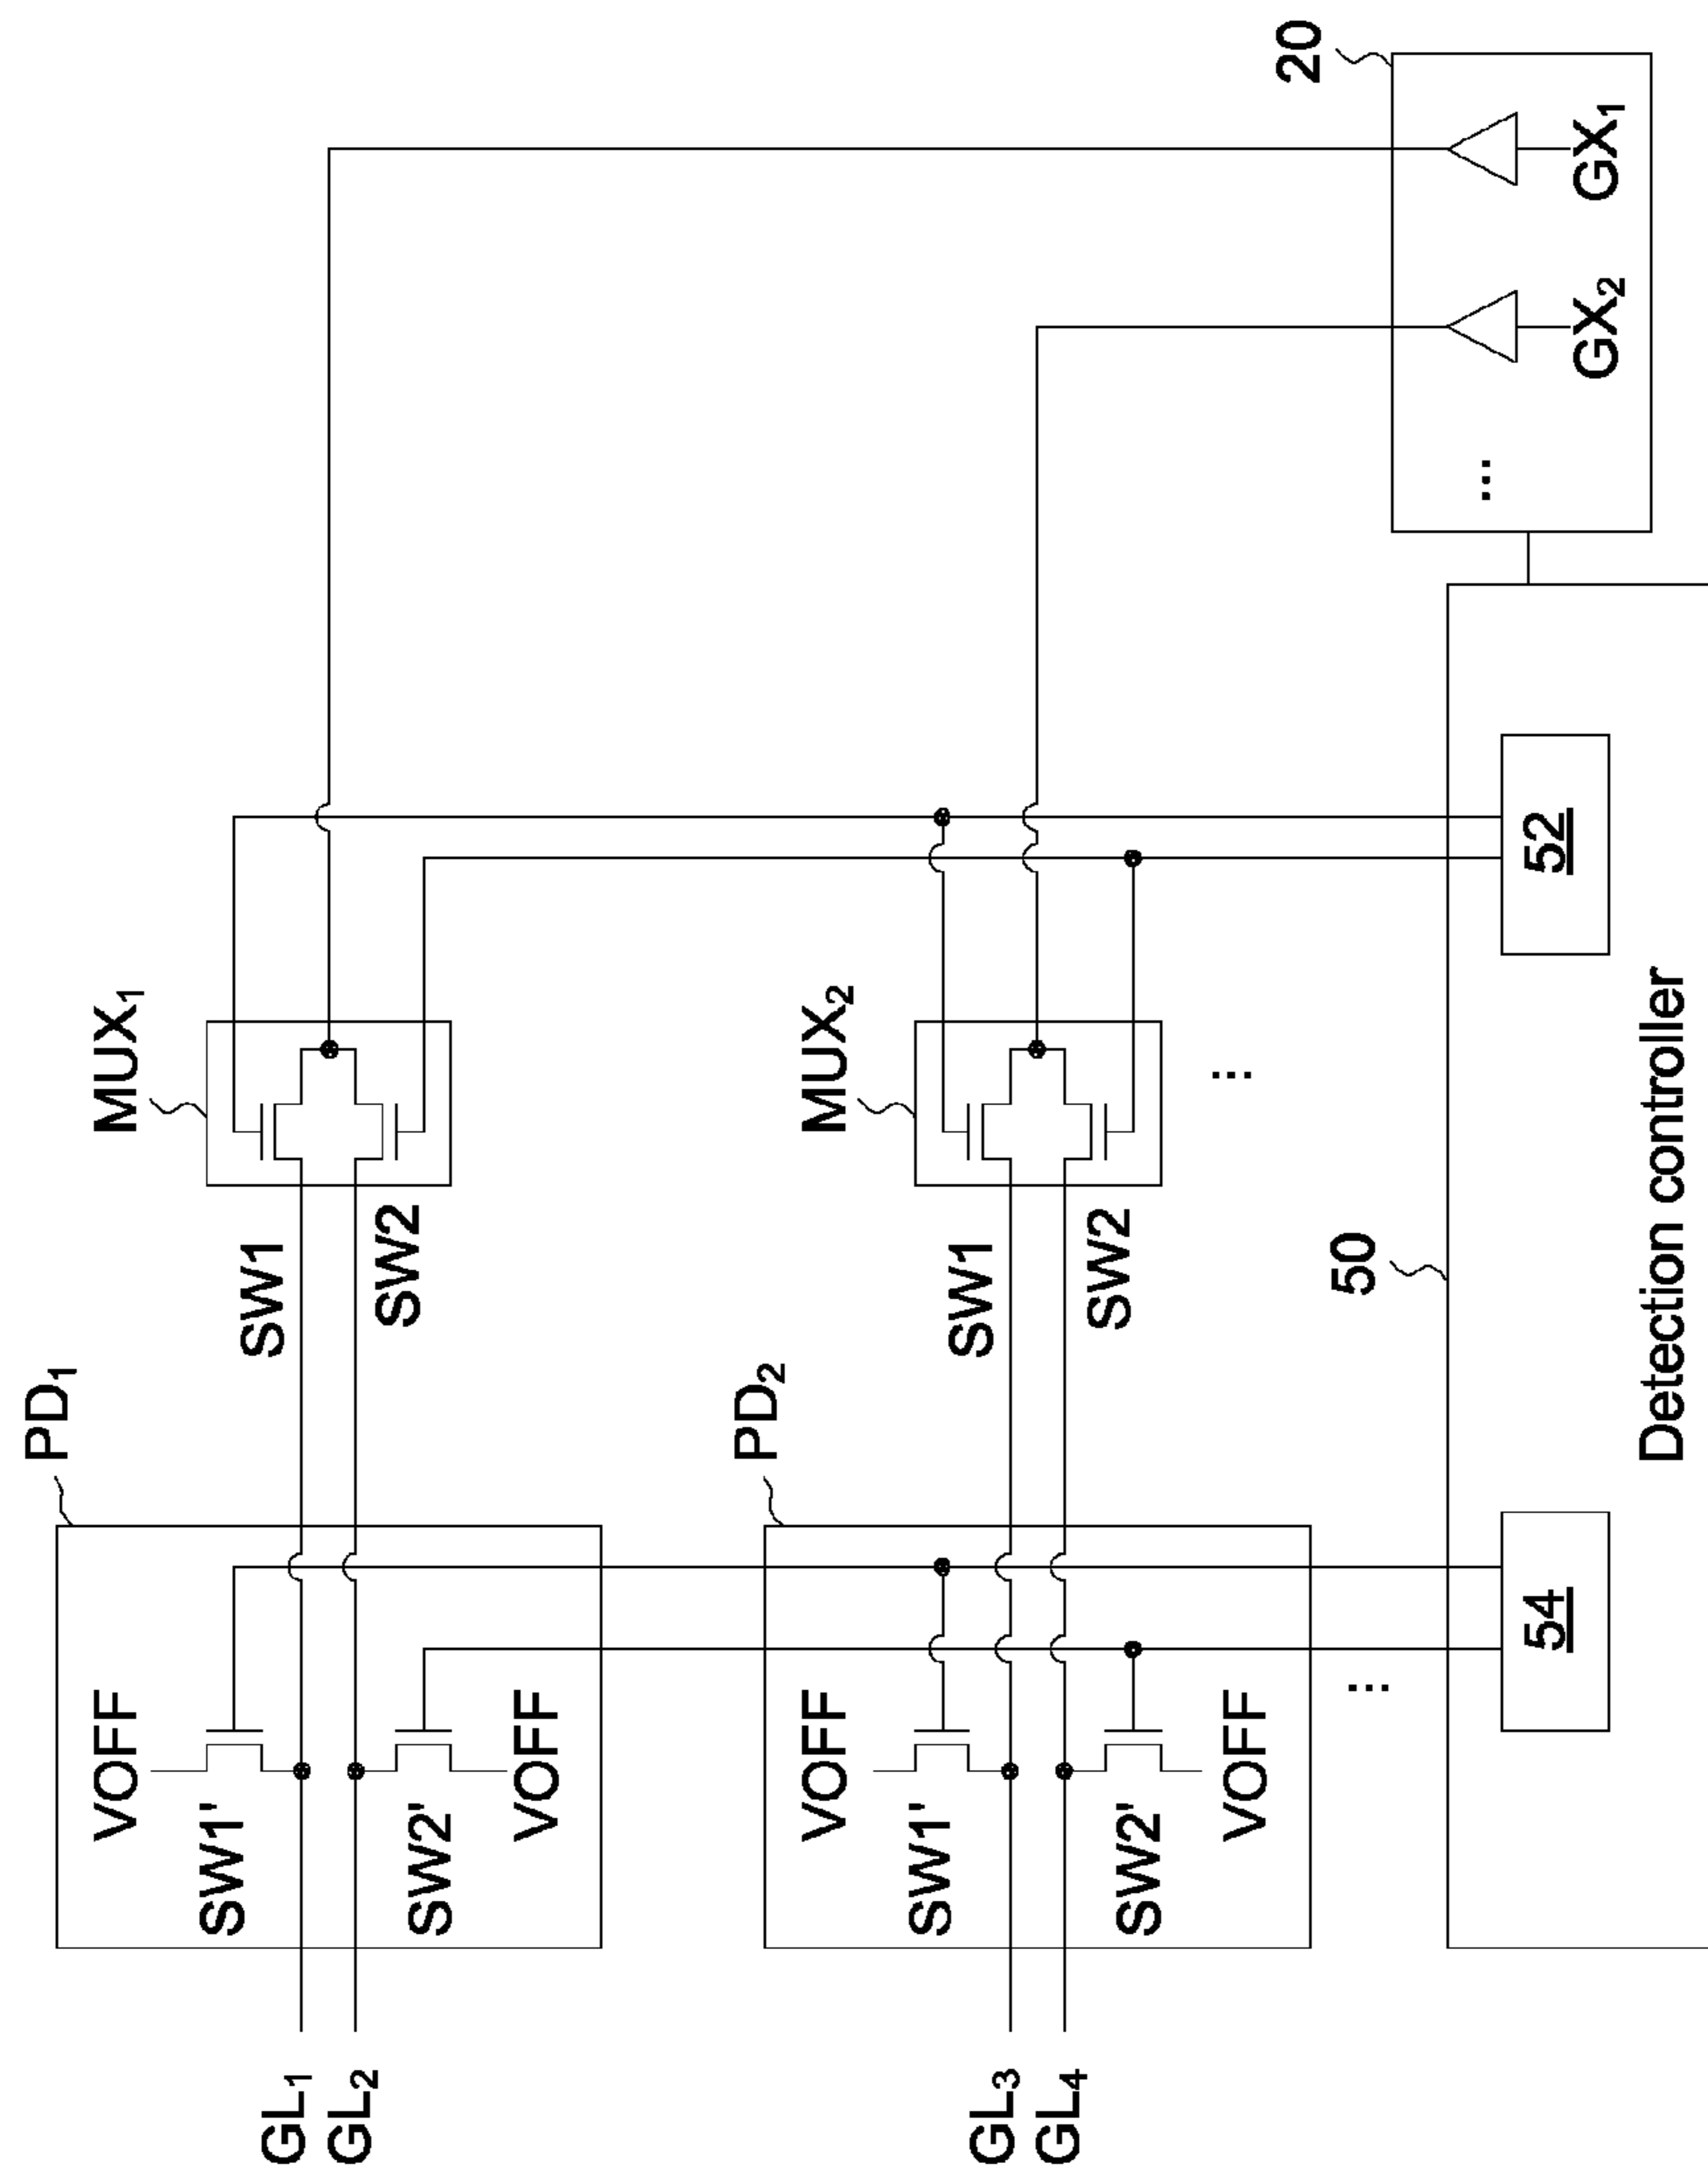 PD₁
MUX₁
VOFF
SW1'
SW1
GL₁
GL₂
SW2
SW2'
VOFF
PD₂
MUX₂
VOFF
SW1'
SW1
GL₃
GL₄
SW2
SW2'
VOFF
...
...
20
GX₁
GX₂
...
50
54
52
Detection controller